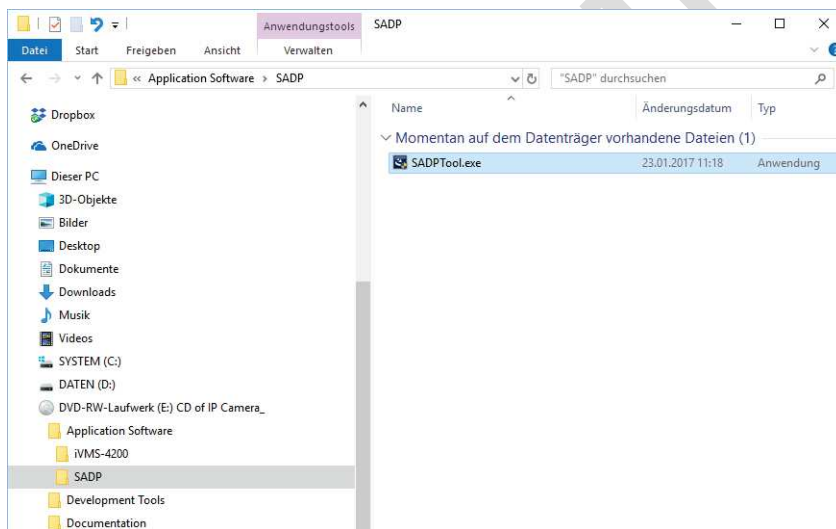 Anwendungstools SADP
Datei Start Freigeben Ansicht Verwalten
« Application Software > SADP
"SADP" durchsuchen
Dropbox
OneDrive
Dieser PC
3D-Objekte
Bilder
Desktop
Dokumente
Downloads
Musik
Videos
SYSTEM (C:)
DATEN (D:)
DVD-RW-Laufwerk (E:) CD of IP Camera_
Application Software
iVMS-4200
SADP
Development Tools
Documentation
Name Änderungsdatum Typ
Momentan auf dem Datenträger vorhandene Dateien (1)
SADPTool.exe 23.01.2017 11:18 Anwendung